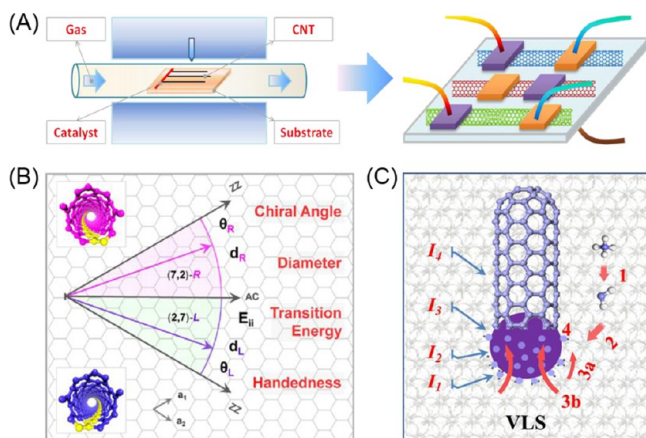 (A)
Gas
CNT
Catalyst
Substrate
(B)
ZZ
θR
Chiral Angle
dR
Diameter
(7,2)-R
AC
Transition
Energy
Eii
(2,7)-L
dL
Handedness
θL
ZZ
a1
a2
(C)
I4
1
I3
4
2
I2
3a
I1
3b
VLS